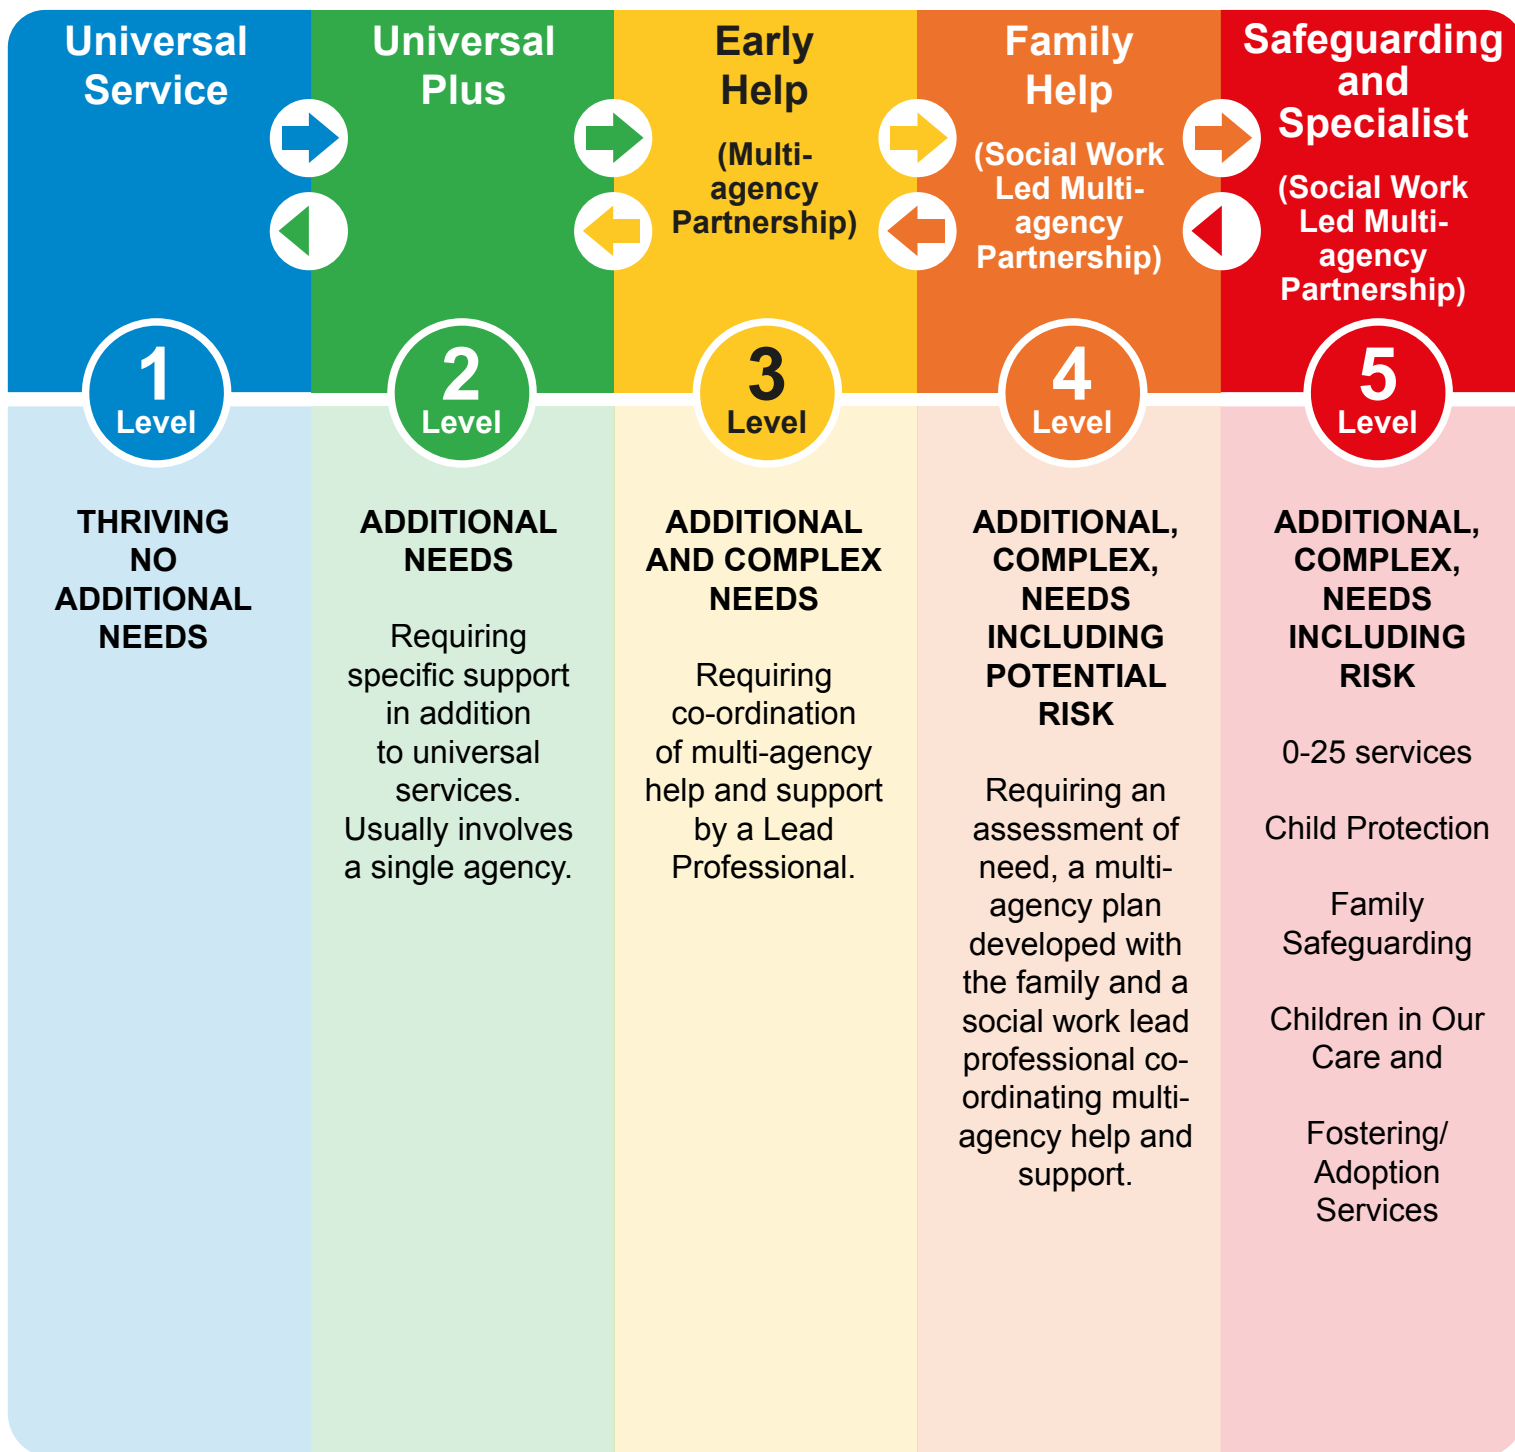 Universal
Service
Universal
Plus
Early
Help
(Multi-
agency
Partnership)
Family
Help
(Social Work
Led Multi-
agency
Partnership)
Safeguarding
and
Specialist
(Social Work
Led Multi-
agency
Partnership)
1
Level
2
Level
3
Level
4
Level
5
Level
THRIVING
NO
ADDITIONAL
NEEDS
ADDITIONAL
NEEDS
Requiring
specific support
in addition
to universal
services.
Usually involves
a single agency.
ADDITIONAL
AND COMPLEX
NEEDS
Requiring
co-ordination
of multi-agency
help and support
by a Lead
Professional.
ADDITIONAL,
COMPLEX,
NEEDS
INCLUDING
POTENTIAL
RISK
Requiring an
assessment of
need, a multi-
agency plan
developed with
the family and a
social work lead
professional co-
ordinating multi-
agency help and
support.
ADDITIONAL,
COMPLEX,
NEEDS
INCLUDING
RISK
0-25 services
Child Protection
Family
Safeguarding
Children in Our
Care and
Fostering/
Adoption
Services